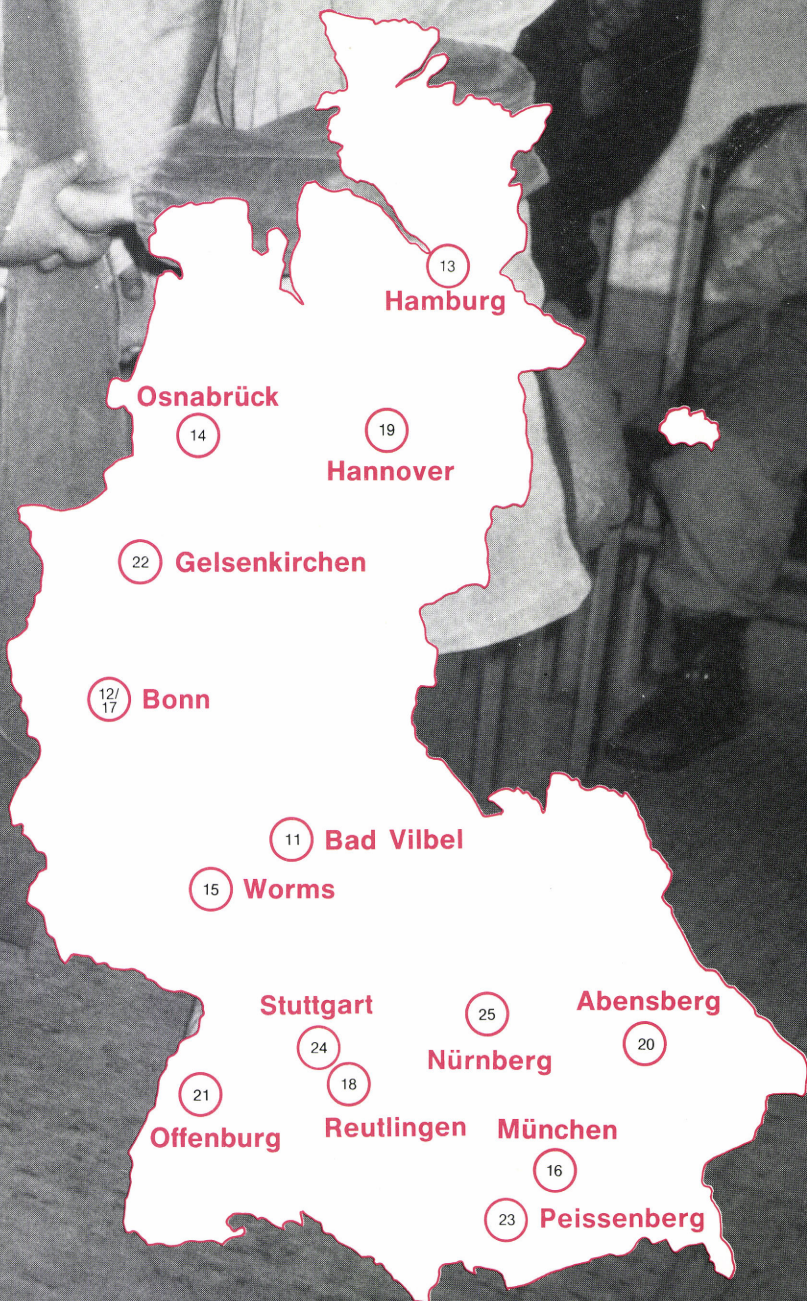 13
Hamburg
Osnabrück
14
19
Hannover
22
Gelsenkirchen
12/
17
Bonn
11
Bad Vilbel
15
Worms
Stuttgart
24
25
Nürnberg
Abensberg
20
21
Offenburg
18
Reutlingen
München
16
23
Peissenberg